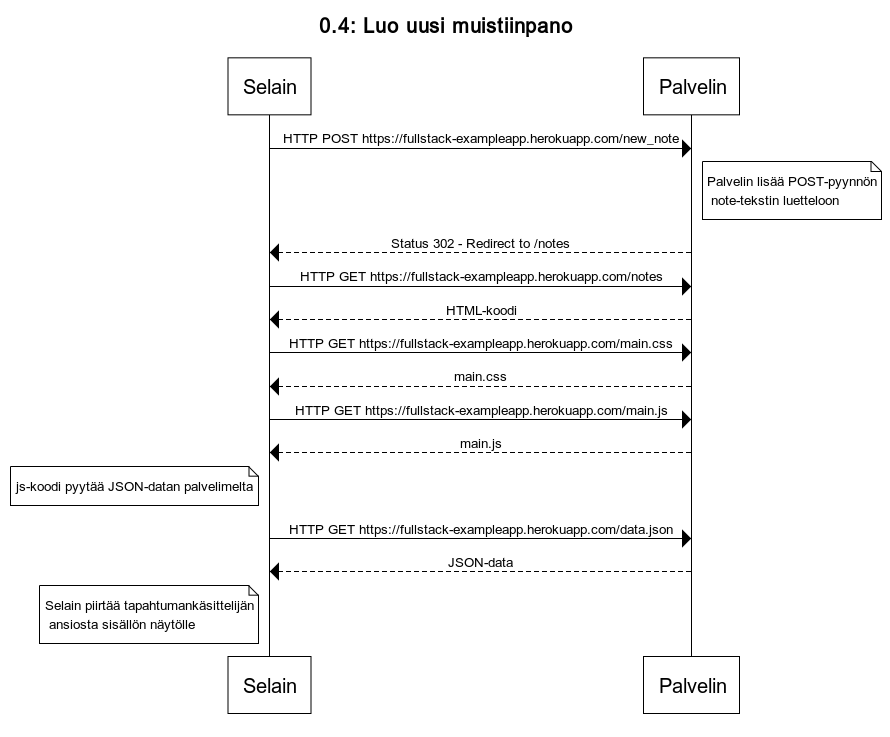 0.4: Luo uusi muistiinpano
Selain
Palvelin
HTTP POST https://fullstack-exampleapp.herokuapp.com/new_note
Palvelin lisää POST-pyynnön
note-tekstin luetteloon
Status 302 - Redirect to /notes
HTTP GET https://fullstack-exampleapp.herokuapp.com/notes
HTML-koodi
HTTP GET https://fullstack-exampleapp.herokuapp.com/main.css
main.css
HTTP GET https://fullstack-exampleapp.herokuapp.com/main.js
main.js
js-koodi pyytää JSON-datan palvelimelta
HTTP GET https://fullstack-exampleapp.herokuapp.com/data.json
JSON-data
Selain piirtää tapahtumankäsittelijän
ansiosta sisällön näytölle
Selain
Palvelin